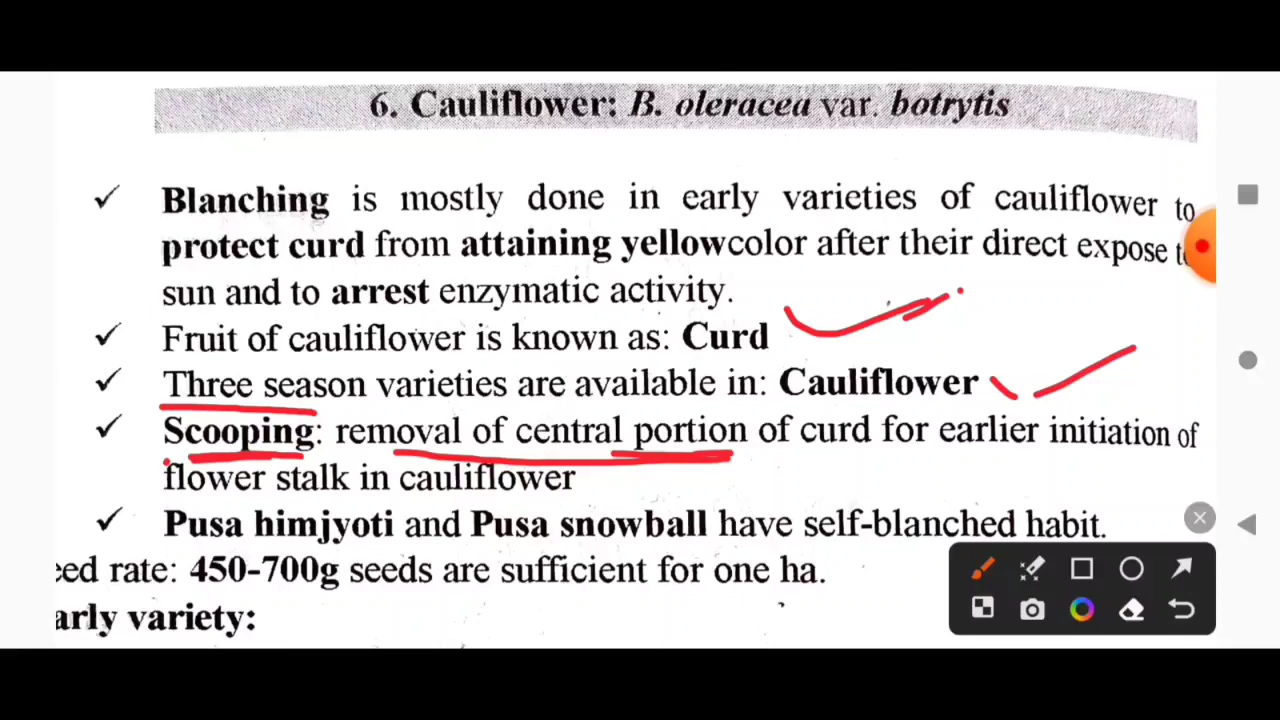 6. Cauliflower: B. oleracea var. botrytis
✓ Blanching is mostly done in early varieties of cauliflower to
protect curd from attaining yellowcolor after their direct expose
sun and to arrest enzymatic activity.
✓ Fruit of cauliflower is known as: Curd
✓ Three season varieties are available in: Cauliflower
✓ Scooping: removal of central portion of curd for earlier initiation of
flower stalk in cauliflower
✓ Pusa himjyoti and Pusa snowball have self-blanched habit.
eed rate: 450-700g seeds are sufficient for one ha.
arly variety: